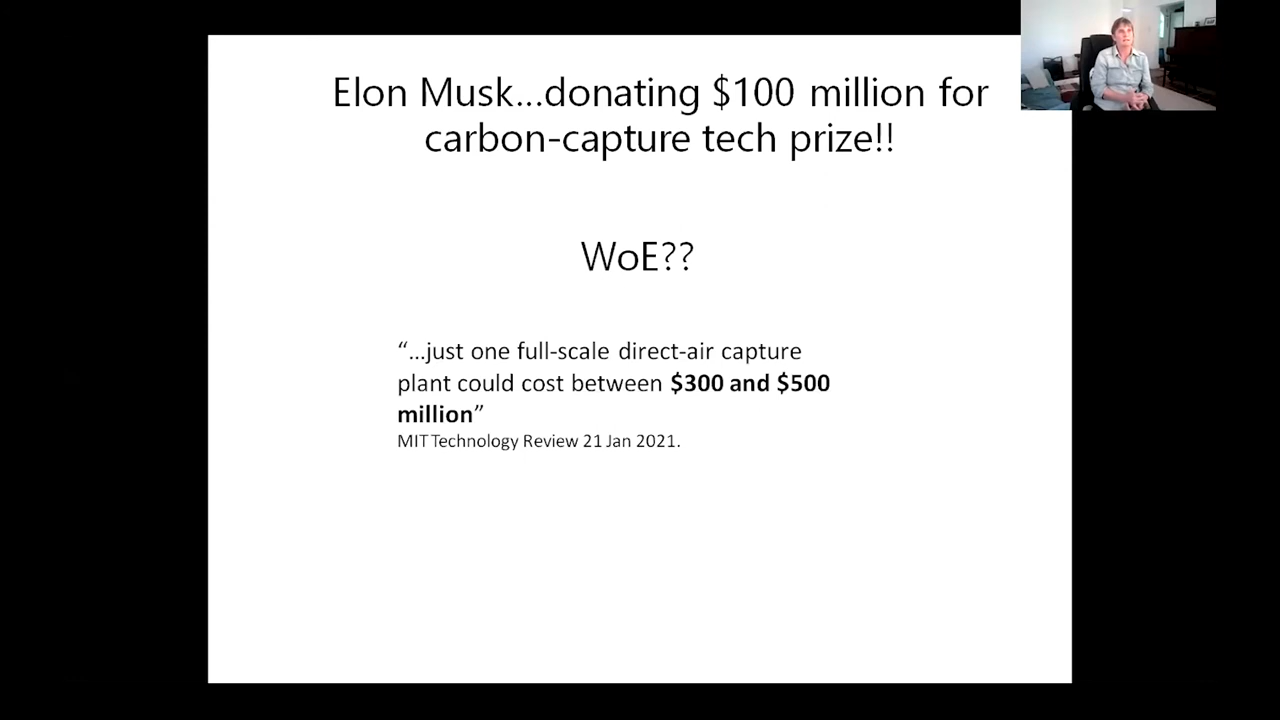 Elon Musk...donating $100 million for
carbon-capture tech prize!!
WoE??
“...just one full-scale direct-air capture
plant could cost between $300 and $500
million”
MIT Technology Review 21 Jan 2021.